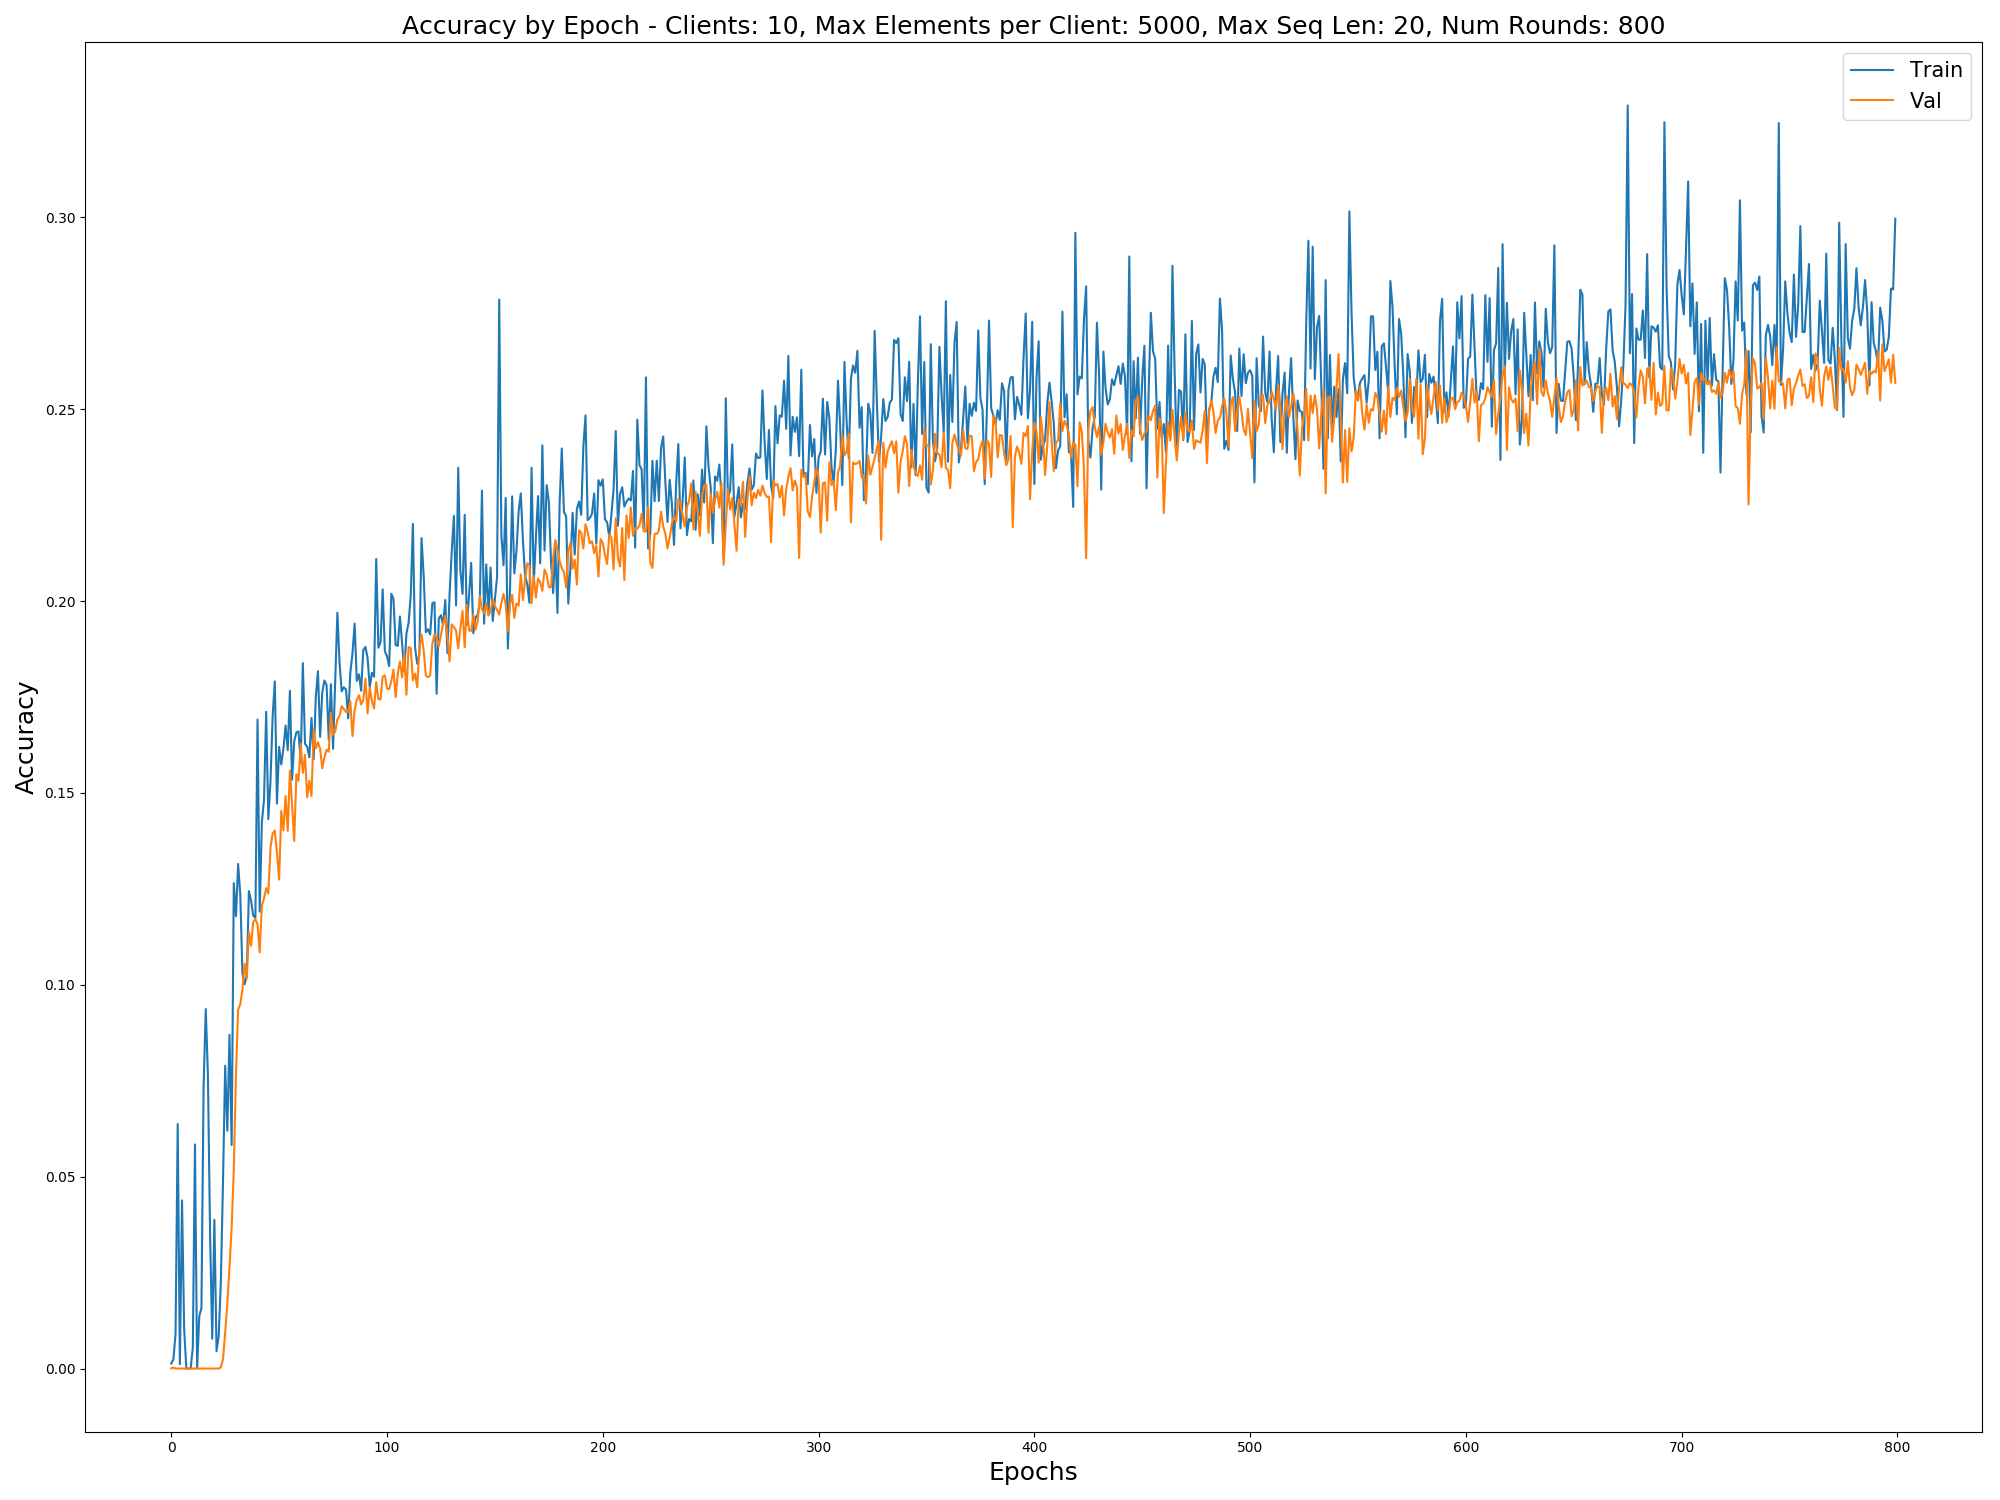 Accuracy by Epoch - Clients: 10, Max Elements per Client: 5000, Max Seq Len: 20, Num Rounds: 800
Train
Val
Accuracy
0.30
0.25
0.20
0.15
0.10
0.05
0.00
0 100 200 300 400 500 600 700 800
Epochs